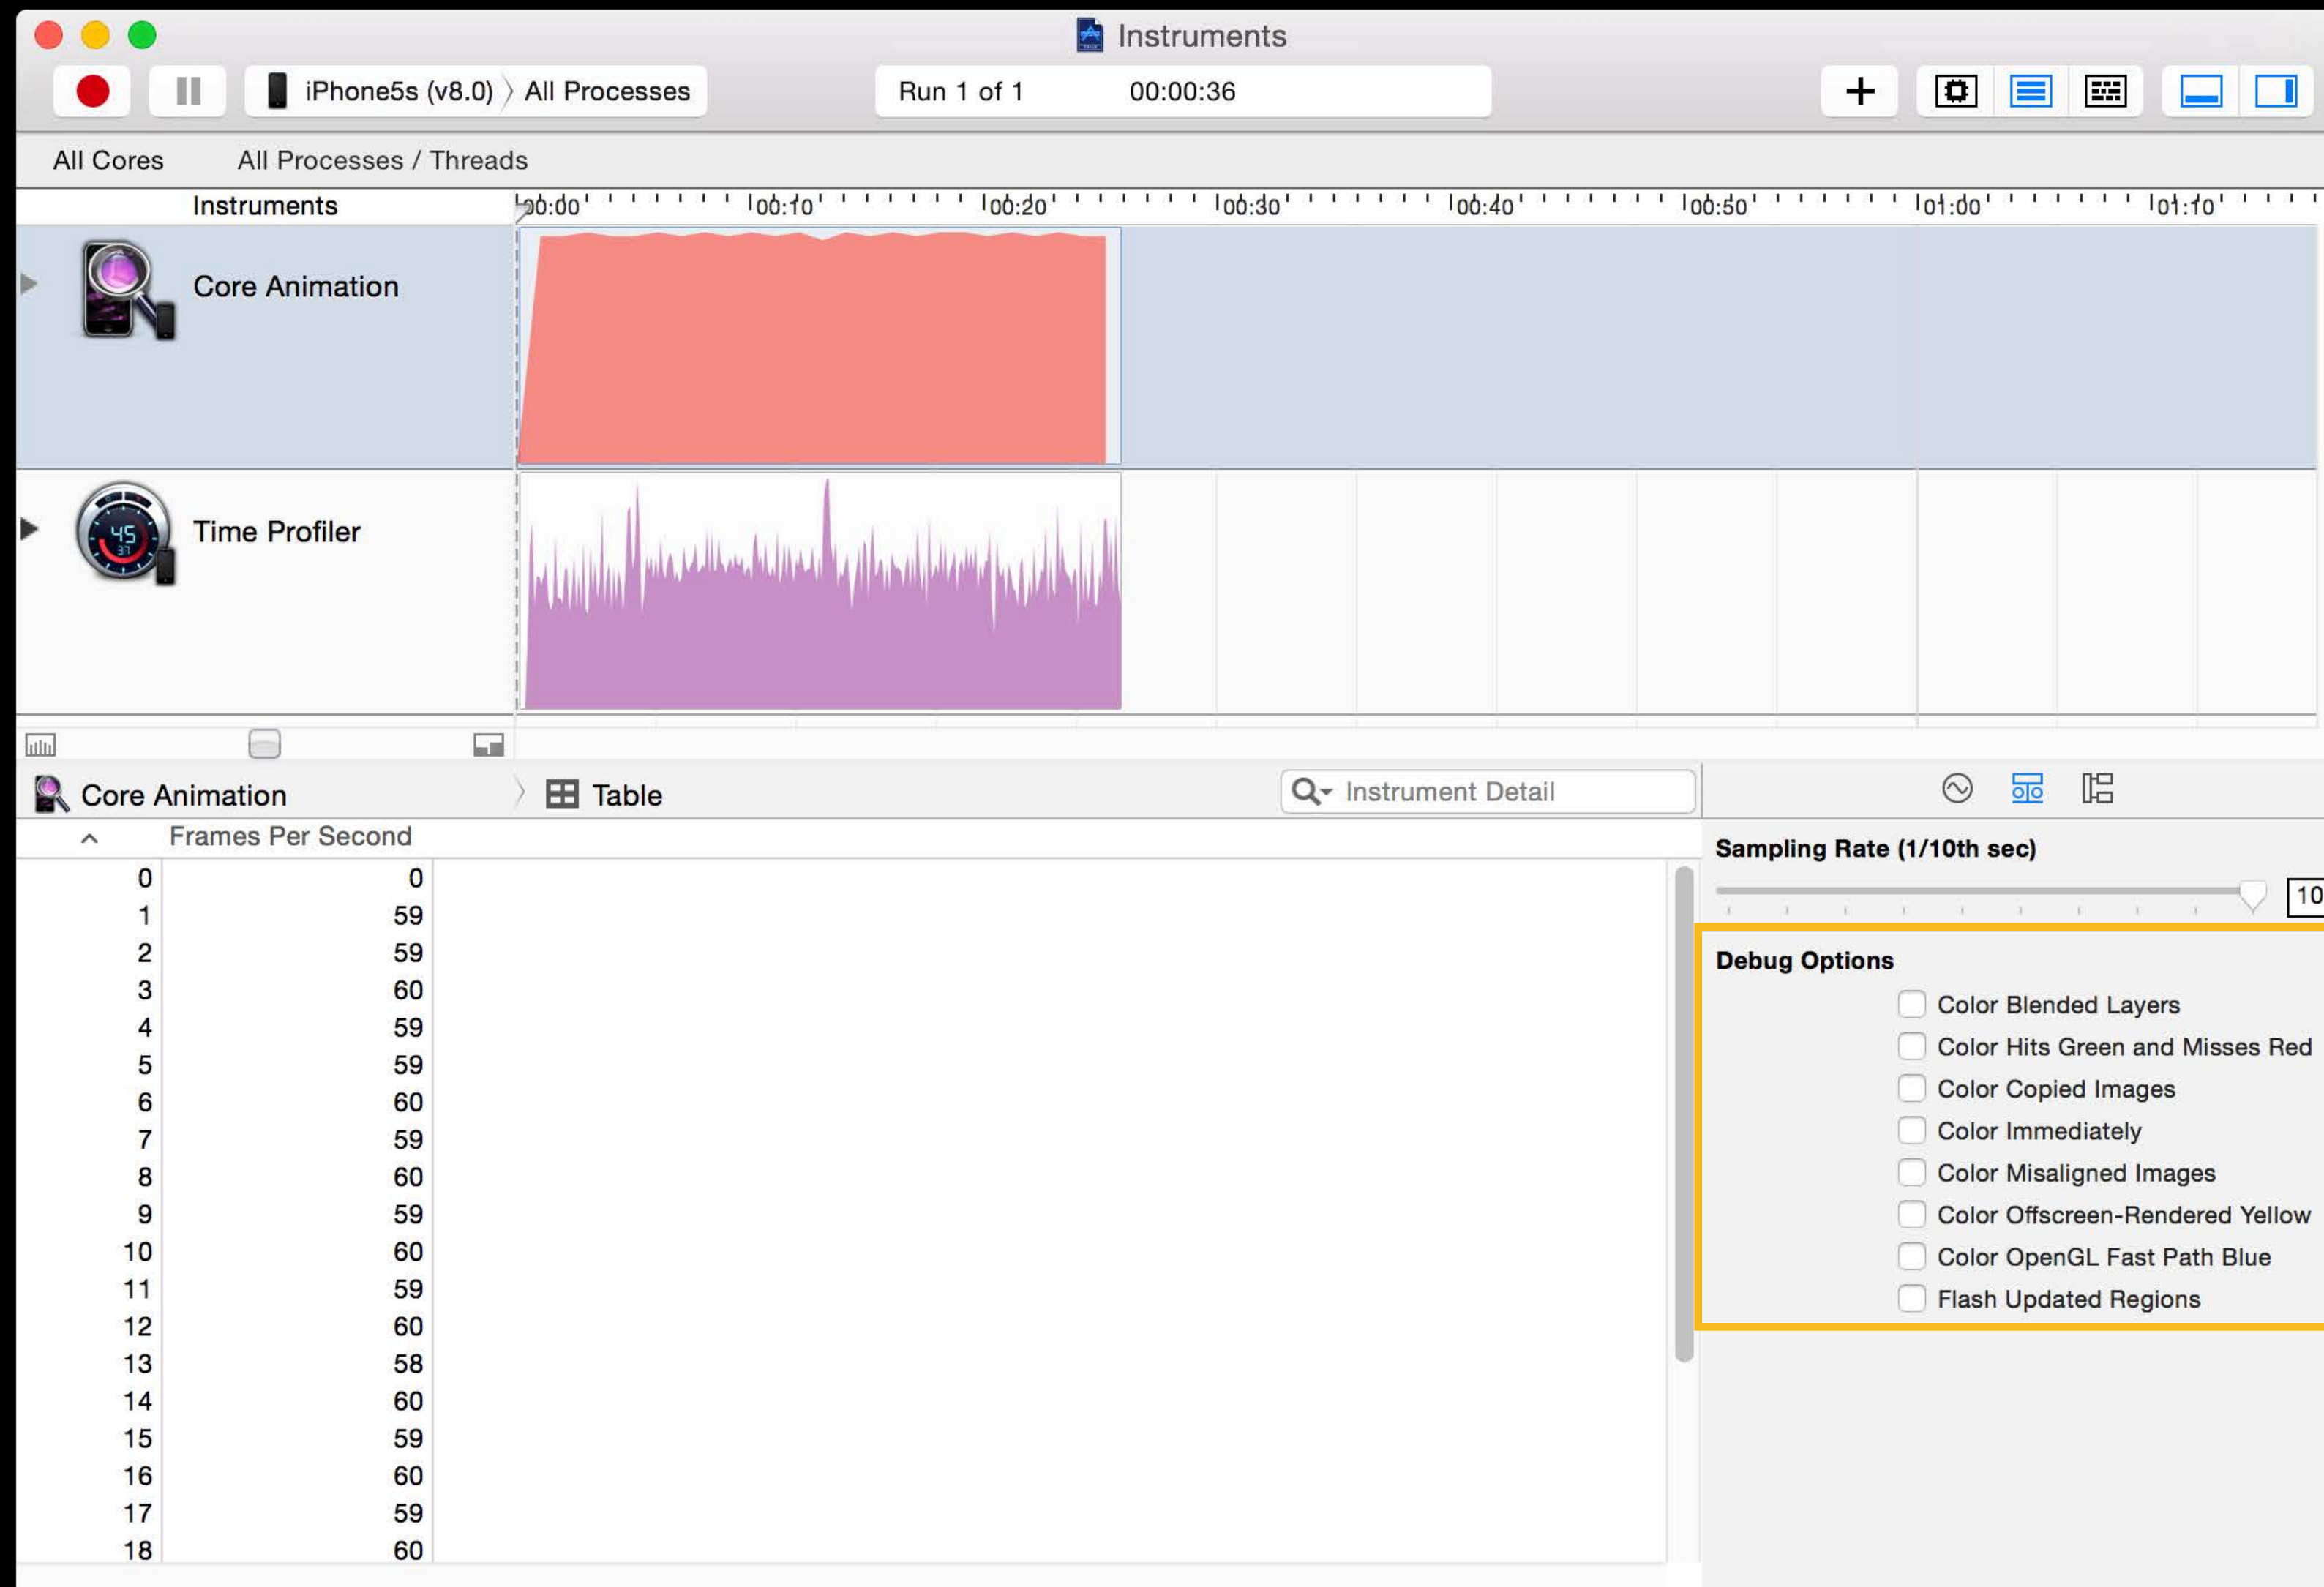 Instruments
iPhone5s (v8.0) 〉 All Processes
Run 1 of 1 00:00:36
All Cores All Processes / Threads
Instruments 00:00 00:10 00:20 00:30 00:40 00:50 01:00 01:10
Core Animation
45
37
Time Profiler
Core Animation 〉 Table Instrument Detail
Frames Per Second
0 0
1 59
2 59
3 60
4 59
5 59
6 60
7 59
8 60
9 59
10 60
11 59
12 60
13 58
14 60
15 59
16 60
17 59
18 60
Sampling Rate (1/10th sec)
10
Debug Options
Color Blended Layers
Color Hits Green and Misses Red
Color Copied Images
Color Immediately
Color Misaligned Images
Color Offscreen-Rendered Yellow
Color OpenGL Fast Path Blue
Flash Updated Regions